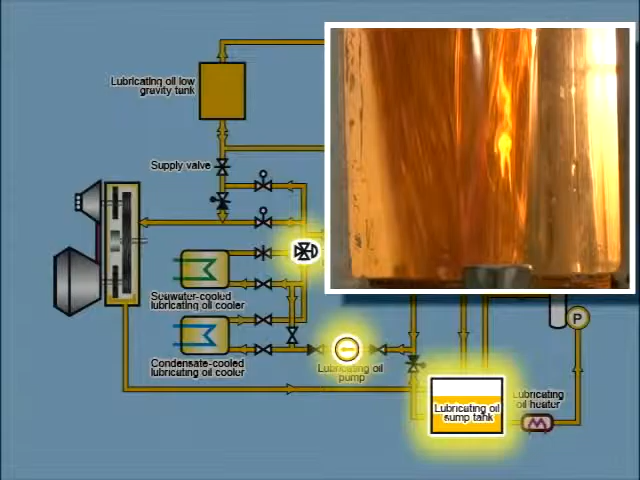 Lubricating oil low
gravity tank
Supply valve
Seawater-cooled
lubricating oil cooler
Condensate-cooled
lubricating oil cooler
Lubricating oil
pump
P
Lubricating oil
sump tank
Lubricating
oil heater